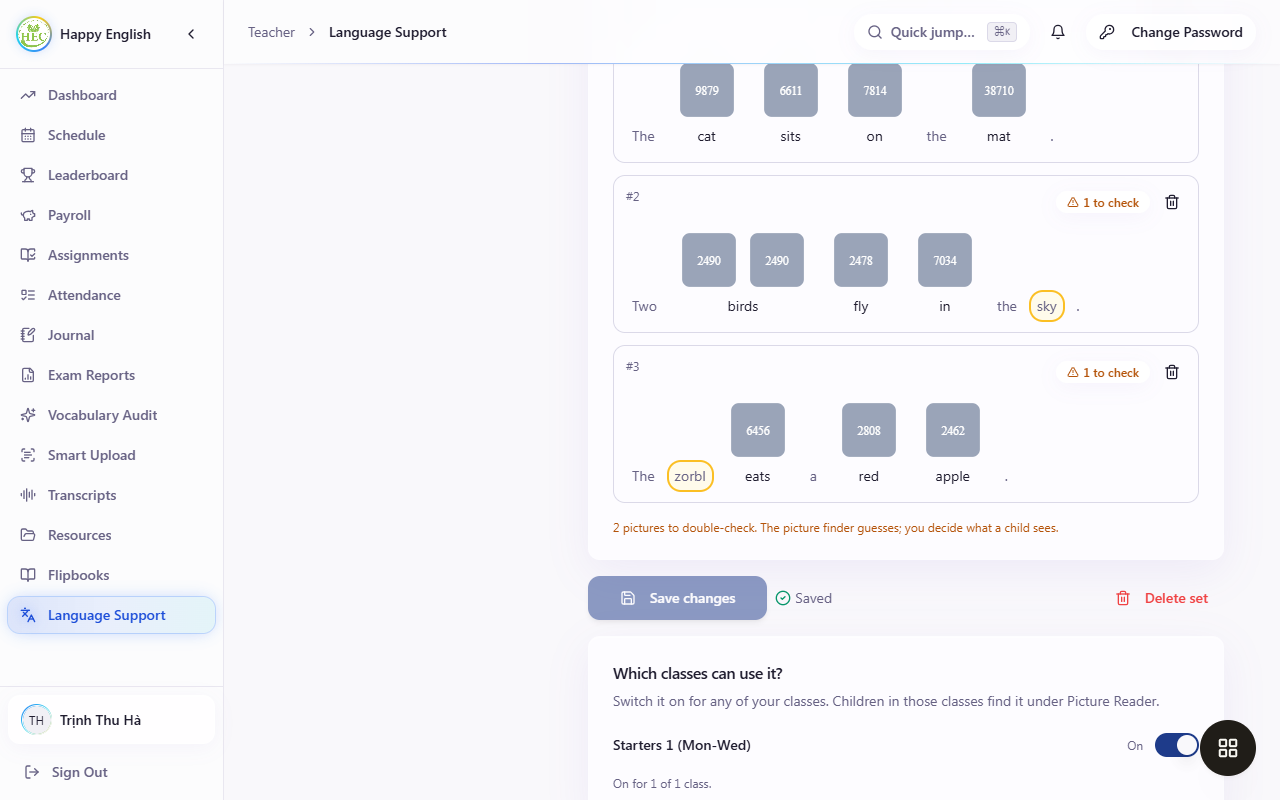 HEC
Happy English
Teacher > Language Support
Quick jump... ⌘K
Change Password
Dashboard
Schedule
Leaderboard
Payroll
Assignments
Attendance
Journal
Exam Reports
Vocabulary Audit
Smart Upload
Transcripts
Resources
Flipbooks
Language Support
TH Trịnh Thu Hà
Sign Out
9879 6611 7814 38710
The cat sits on the mat .
#2 1 to check
2490 2490 2478 7034
Two birds fly in the sky .
#3 1 to check
6456 2808 2462
The zorbl eats a red apple .
2 pictures to double-check. The picture finder guesses; you decide what a child sees.
Save changes Saved Delete set
Which classes can use it?
Switch it on for any of your classes. Children in those classes find it under Picture Reader.
Starters 1 (Mon-Wed) On
On for 1 of 1 class.